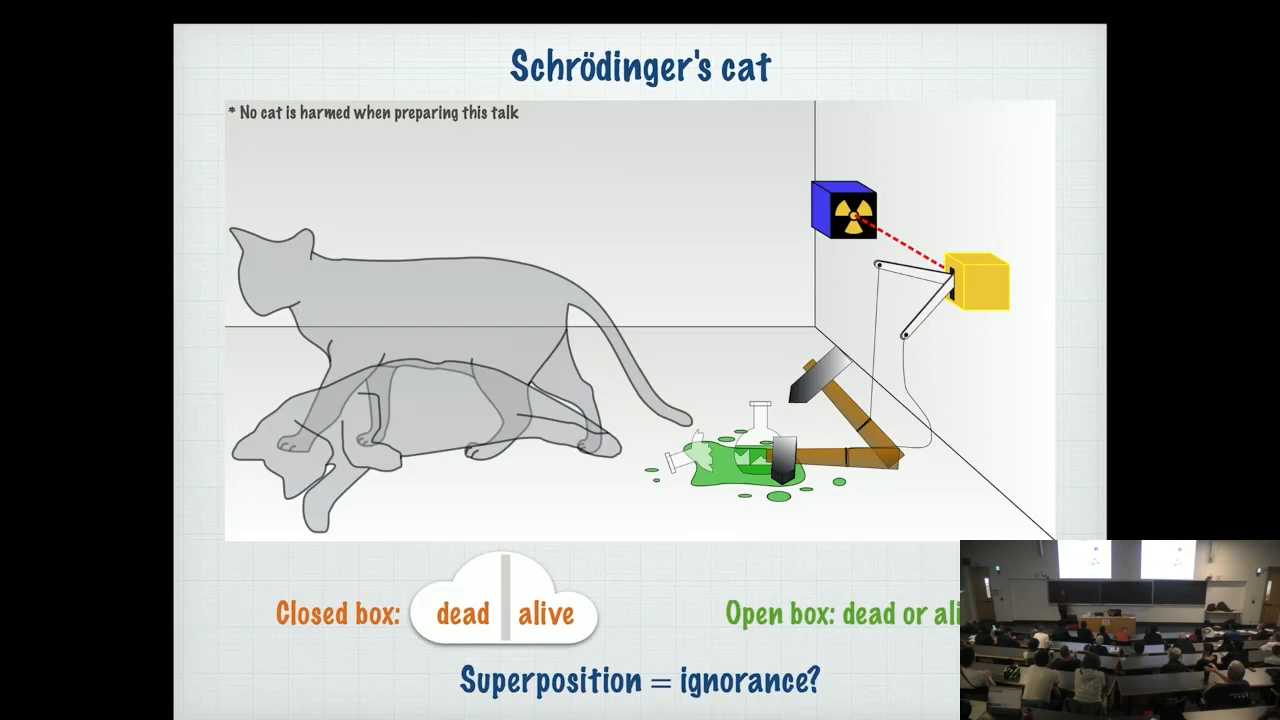 Schrödinger's cat
* No cat is harmed when preparing this talk
Closed box: dead | alive
Open box: dead or ali
Superposition = ignorance?